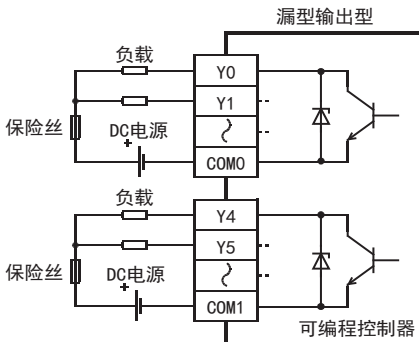 漏型输出型
负载
Y0
Y1
保险丝
DC电源
+
COM0
负载
Y4
Y5
保险丝
DC电源
+
COM1
可编程控制器